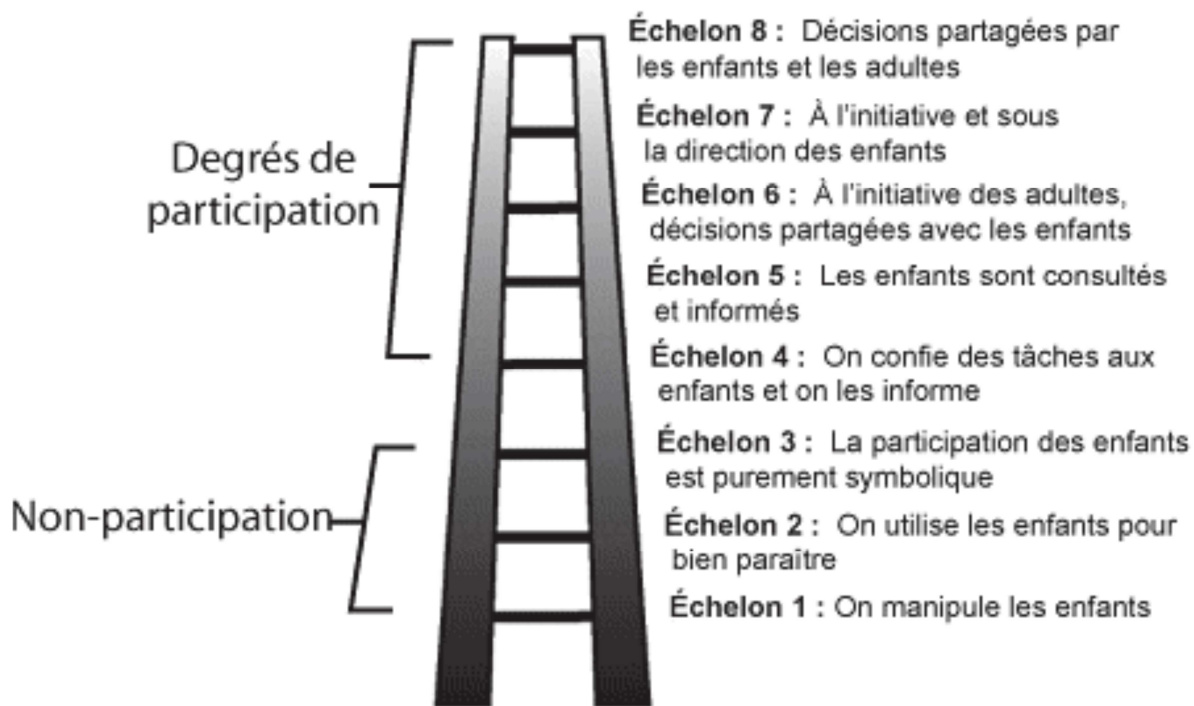 Échelon 8 : Décisions partagées par
les enfants et les adultes
Échelon 7 : À l'initiative et sous
la direction des enfants
Degrés de
participation
Échelon 6 : À l'initiative des adultes,
décisions partagées avec les enfants
Échelon 5 : Les enfants sont consultés
et informés
Échelon 4 : On confie des tâches aux
enfants et on les informe
Échelon 3 : La participation des enfants
est purement symbolique
Non-participation
Échelon 2 : On utilise les enfants pour
bien paraître
Échelon 1 : On manipule les enfants